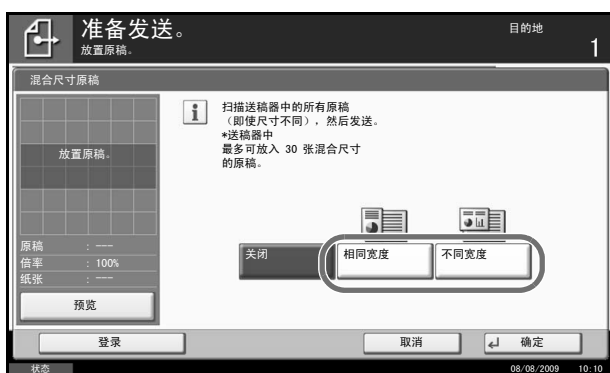 准备发送。
放置原稿。
目的地
1
混合尺寸原稿
放置原稿。
原稿 : ---
倍率 : 100%
纸张 : ---
预览
扫描送稿器中的所有原稿
(即使尺寸不同),然后发送。
*送稿器中
最多可放入 30 张混合尺寸
的原稿。
关闭
相同宽度
不同宽度
登录
取消
确定
状态
08/08/2009 10:10